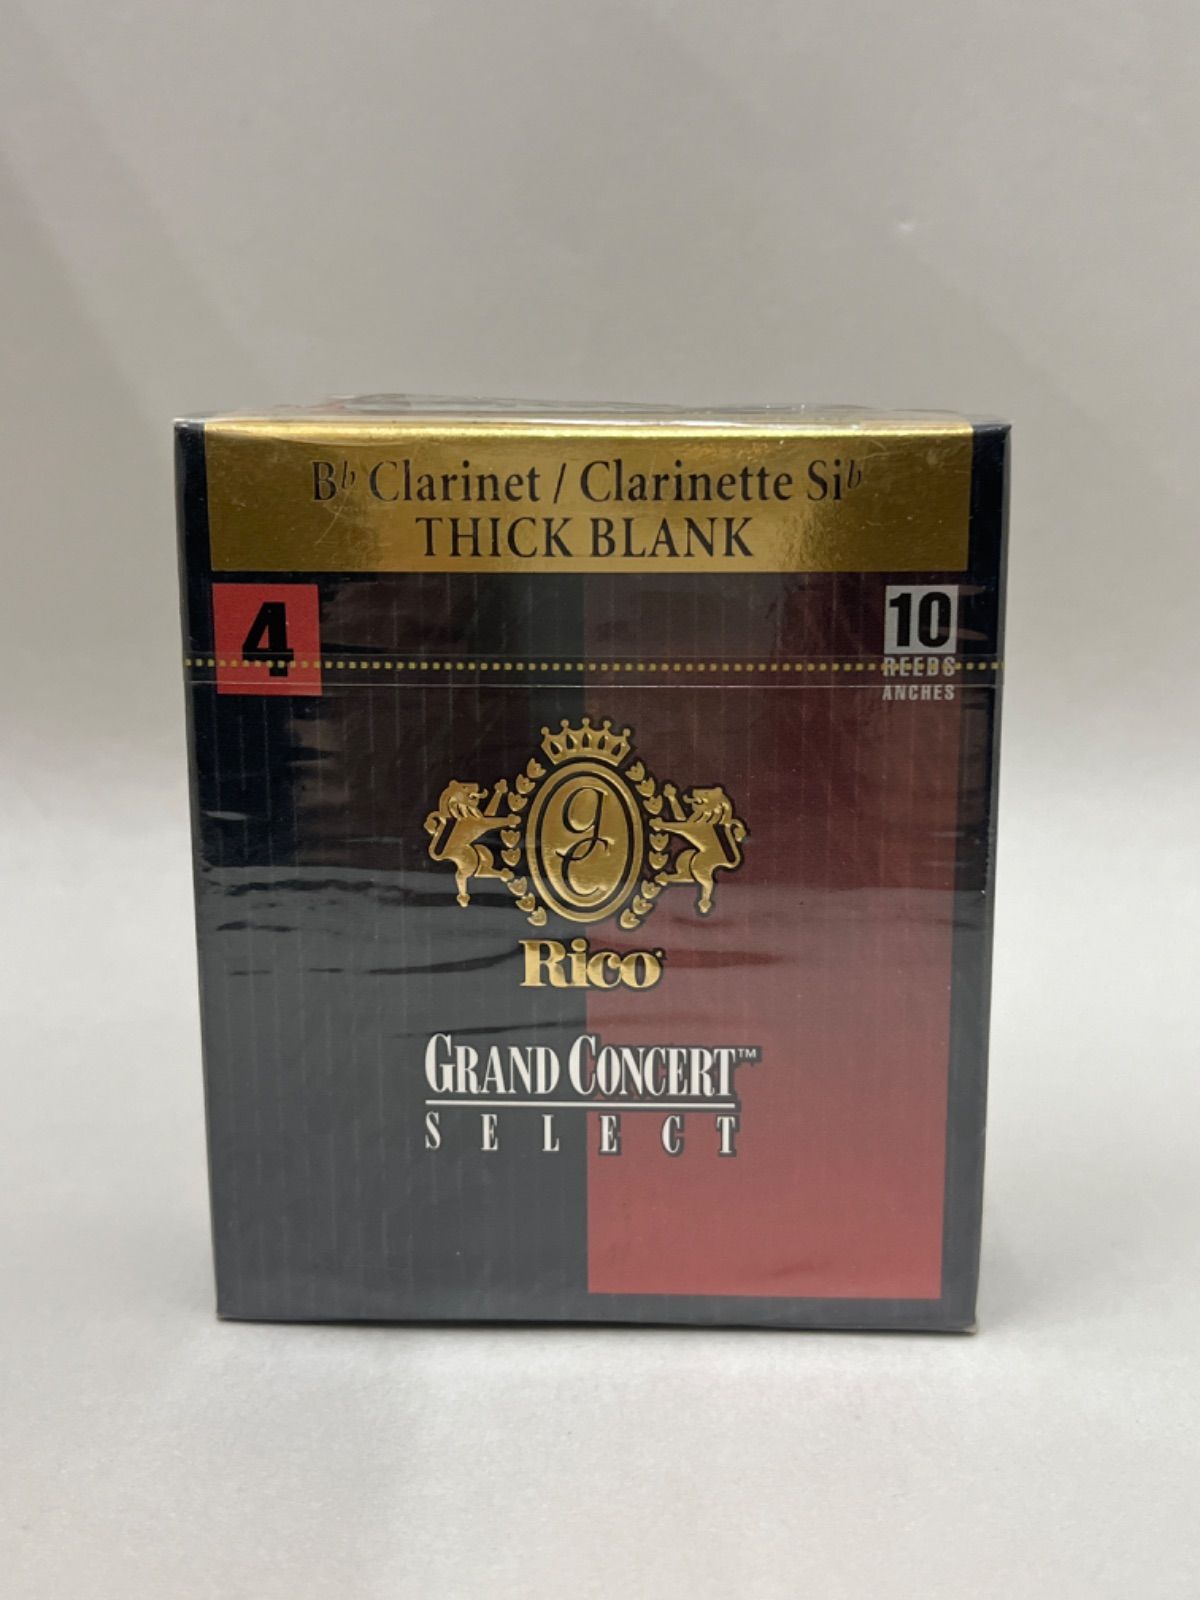 B♭ Clarinet / Clarinette Si♭
THICK BLANK
4
10
REEDS
ANCHES
gc
Rico®
GRAND CONCERT™
SELECT